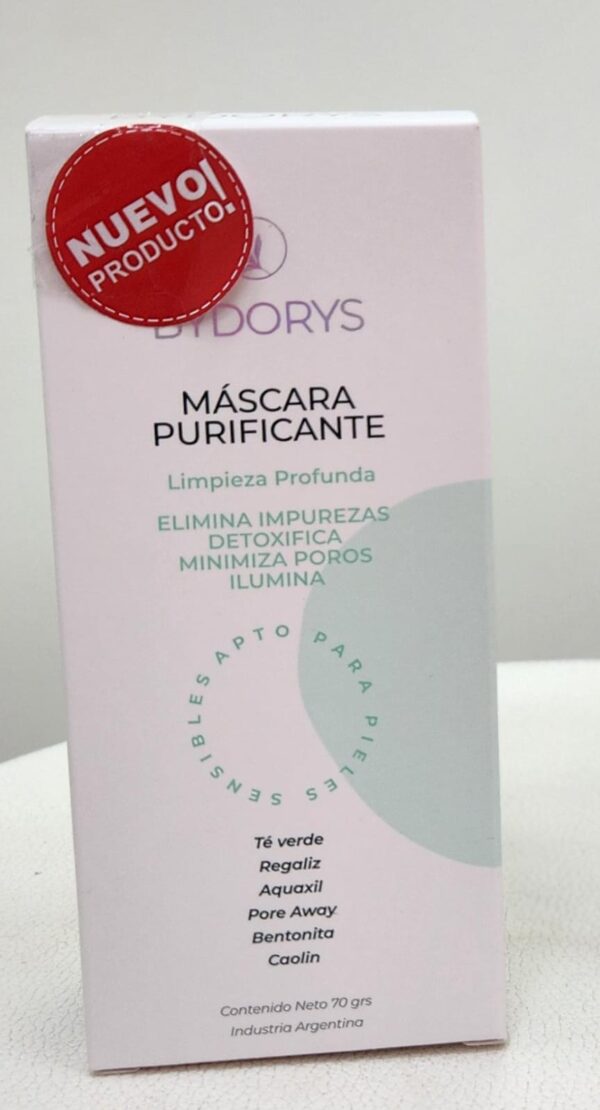 NUEVO!
PRODUCTO
BYDORYS
MÁSCARA
PURIFICANTE
Limpieza Profunda
ELIMINA IMPUREZAS
DETOXIFICA
MINIMIZA POROS
ILUMINA
APTO PARA PIELES SENSIBLES
Té verde
Regaliz
Aquaxil
Pore Away
Bentonita
Caolin
Contenido Neto 70 grs
Industria Argentina